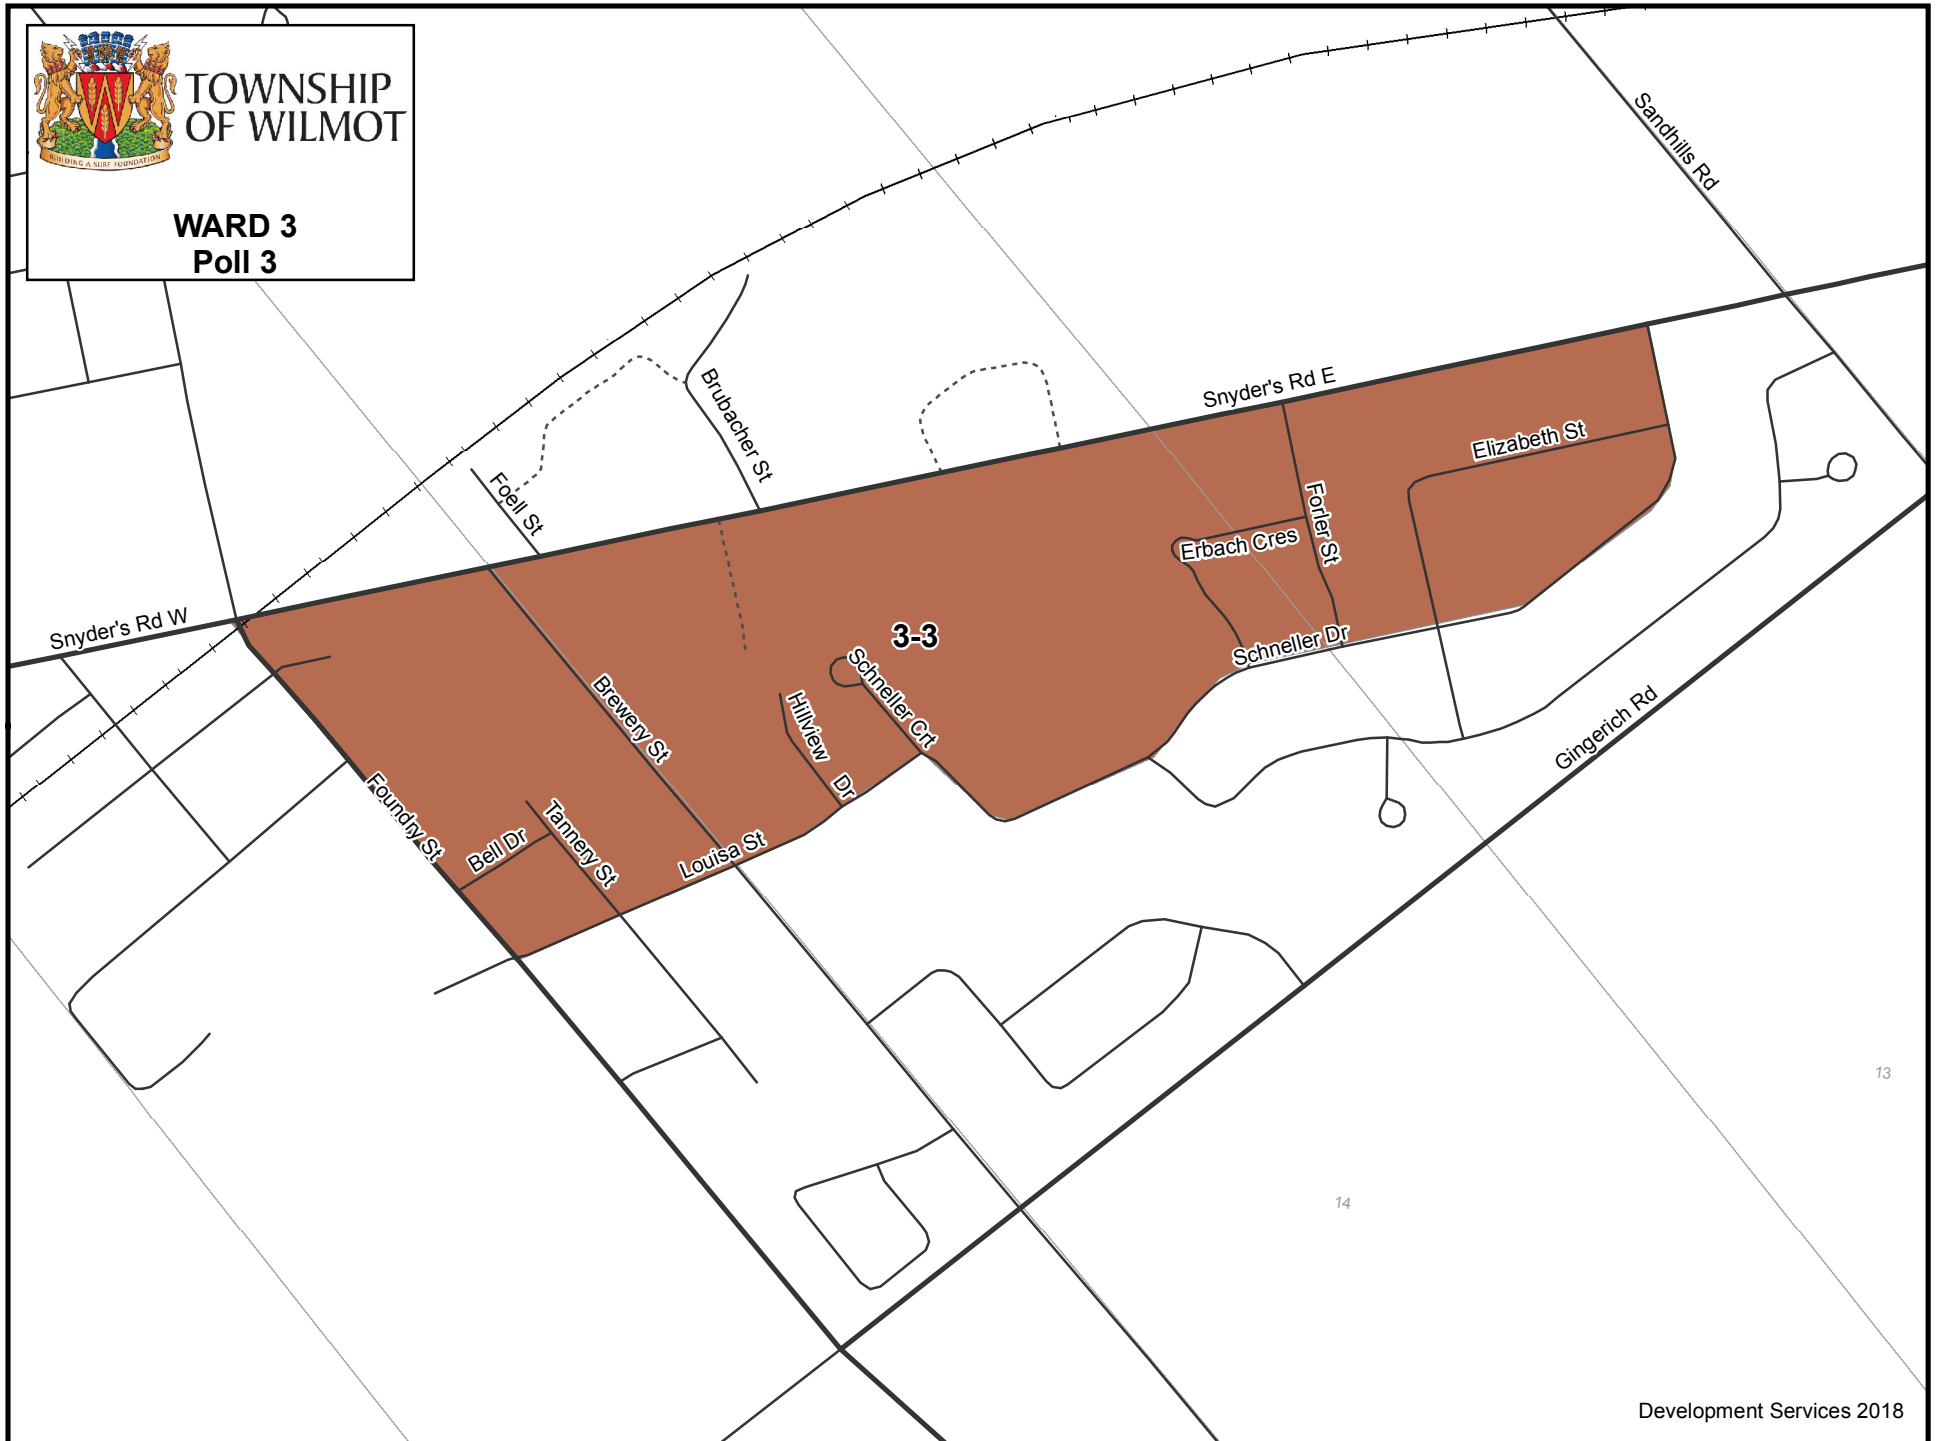 TOWNSHIP
OF WILMOT
BUILDING A SURE FOUNDATION
WARD 3
Poll 3
Sandhills Rd
Snyder's Rd E
Brubacher St
Elizabeth St
Foell St
Forler St
Erbach Cres
Snyder's Rd W
3-3
Schneller Dr
Schneller Crt
Brewery St
Hillview Dr
Gingerich Rd
Foundry St
Tannery St
Bell Dr
Louisa St
13
14
Development Services 2018